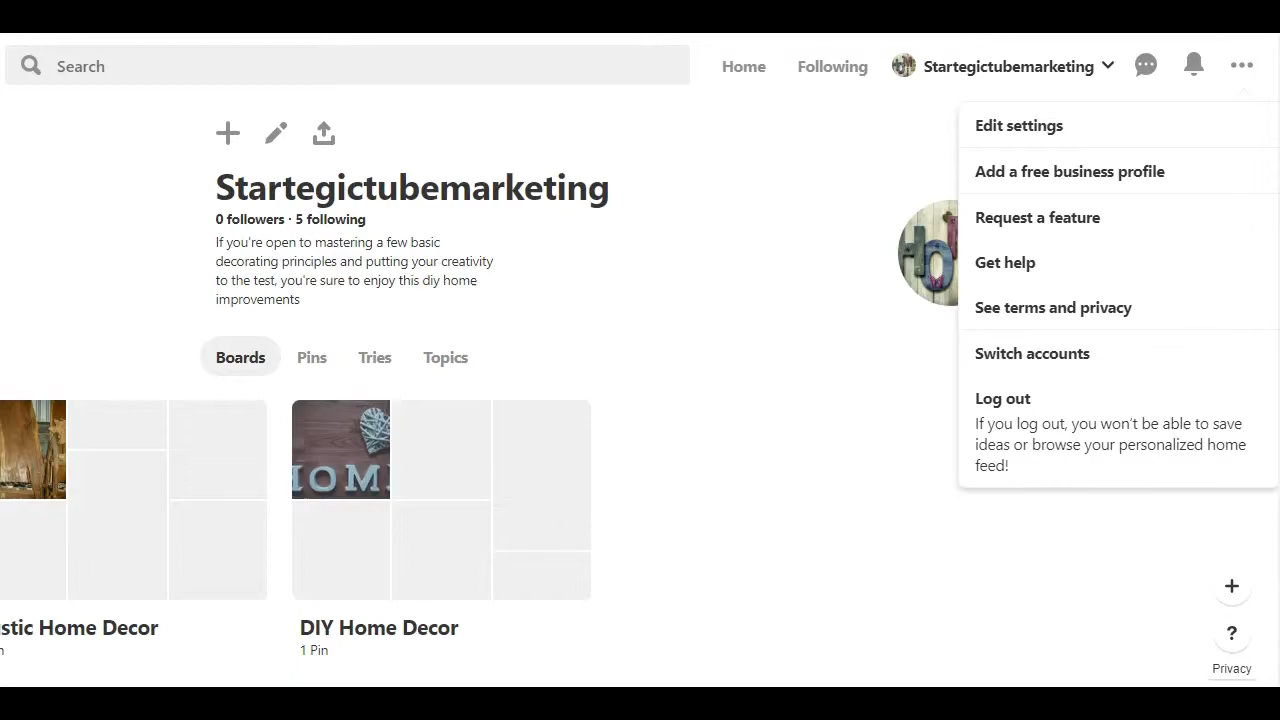 Search
Home
Following
Startegictubemarketing
Edit settings
Add a free business profile
Request a feature
Get help
See terms and privacy
Switch accounts
Log out
If you log out, you won't be able to save
ideas or browse your personalized home
feed!
Startegictubemarketing
0 followers · 5 following
If you're open to mastering a few basic
decorating principles and putting your creativity
to the test, you're sure to enjoy this diy home
improvements
Boards
Pins
Tries
Topics
HOM
stic Home Decor
n
DIY Home Decor
1 Pin
?
Privacy